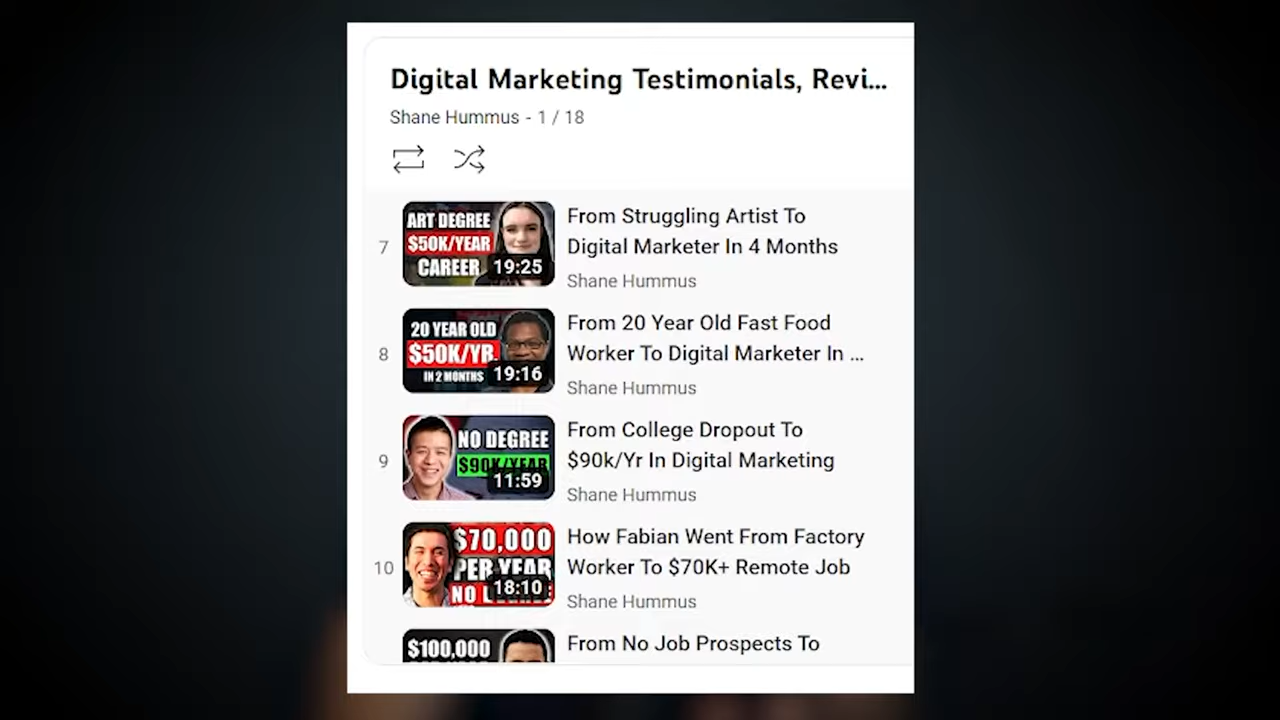 Digital Marketing Testimonials, Revi...
Shane Hummus - 1 / 18
7
ART DEGREE
$50K/YEAR
CAREER
19:25
From Struggling Artist To
Digital Marketer In 4 Months
Shane Hummus
8
20 YEAR OLD
$50K/YR.
IN 2 MONTHS
19:16
From 20 Year Old Fast Food
Worker To Digital Marketer In ...
Shane Hummus
9
NO DEGREE
$90K/YEAR
11:59
From College Dropout To
$90k/Yr In Digital Marketing
Shane Hummus
10
$70,000
PER YEAR
NO
18:10
How Fabian Went From Factory
Worker To $70K+ Remote Job
Shane Hummus
$100,000
From No Job Prospects To